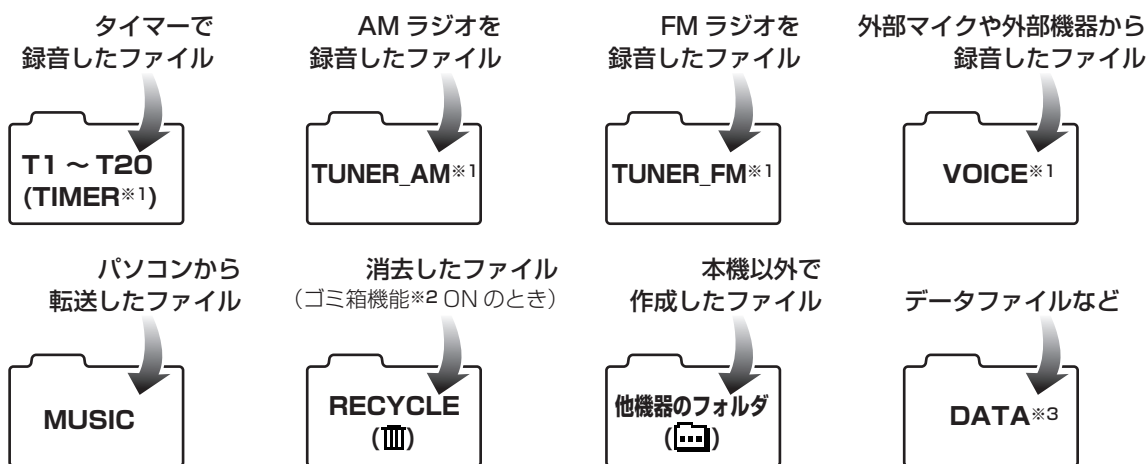 タイマーで
録音したファイル
T1 ～ T20
(TIMER※1)
AM ラジオを
録音したファイル
TUNER_AM※1
FM ラジオを
録音したファイル
TUNER_FM※1
外部マイクや外部機器から
録音したファイル
VOICE※1
パソコンから
転送したファイル
MUSIC
消去したファイル
（ゴミ箱機能※2 ON のとき）
RECYCLE
( )
本機以外で
作成したファイル
他機器のフォルダ
( )
データファイルなど
DATA※3